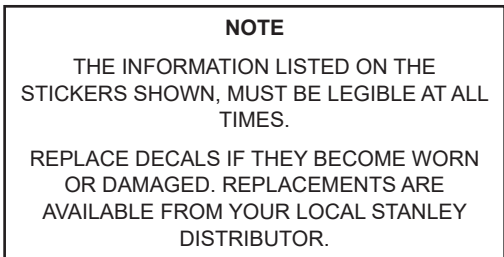 NOTE
THE INFORMATION LISTED ON THE
STICKERS SHOWN, MUST BE LEGIBLE AT ALL
TIMES.
REPLACE DECALS IF THEY BECOME WORN
OR DAMAGED. REPLACEMENTS ARE
AVAILABLE FROM YOUR LOCAL STANLEY
DISTRIBUTOR.